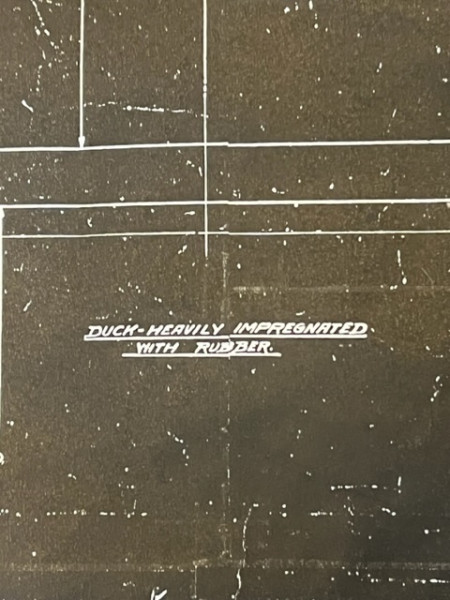 DUCK-HEAVILY IMPREGNATED
WITH RUBBER.